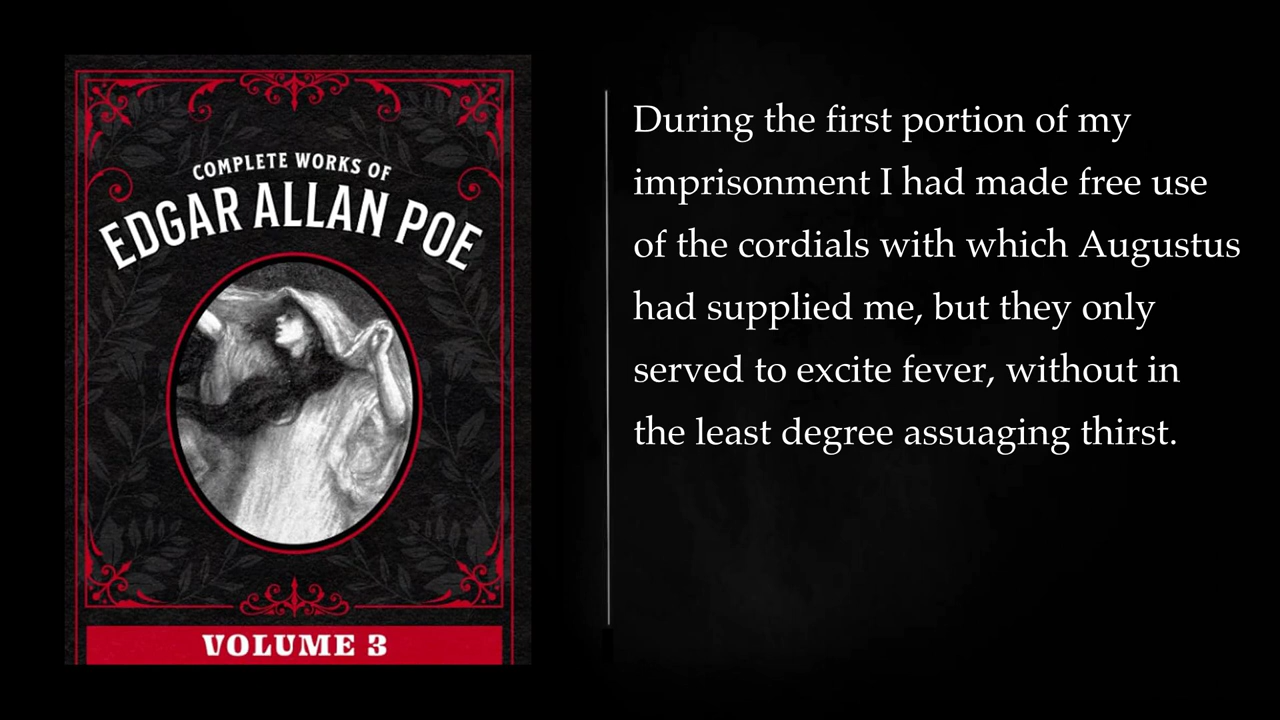 COMPLETE WORKS OF
EDGAR ALLAN POE
VOLUME 3
During the first portion of my
imprisonment I had made free use
of the cordials with which Augustus
had supplied me, but they only
served to excite fever, without in
the least degree assuaging thirst.